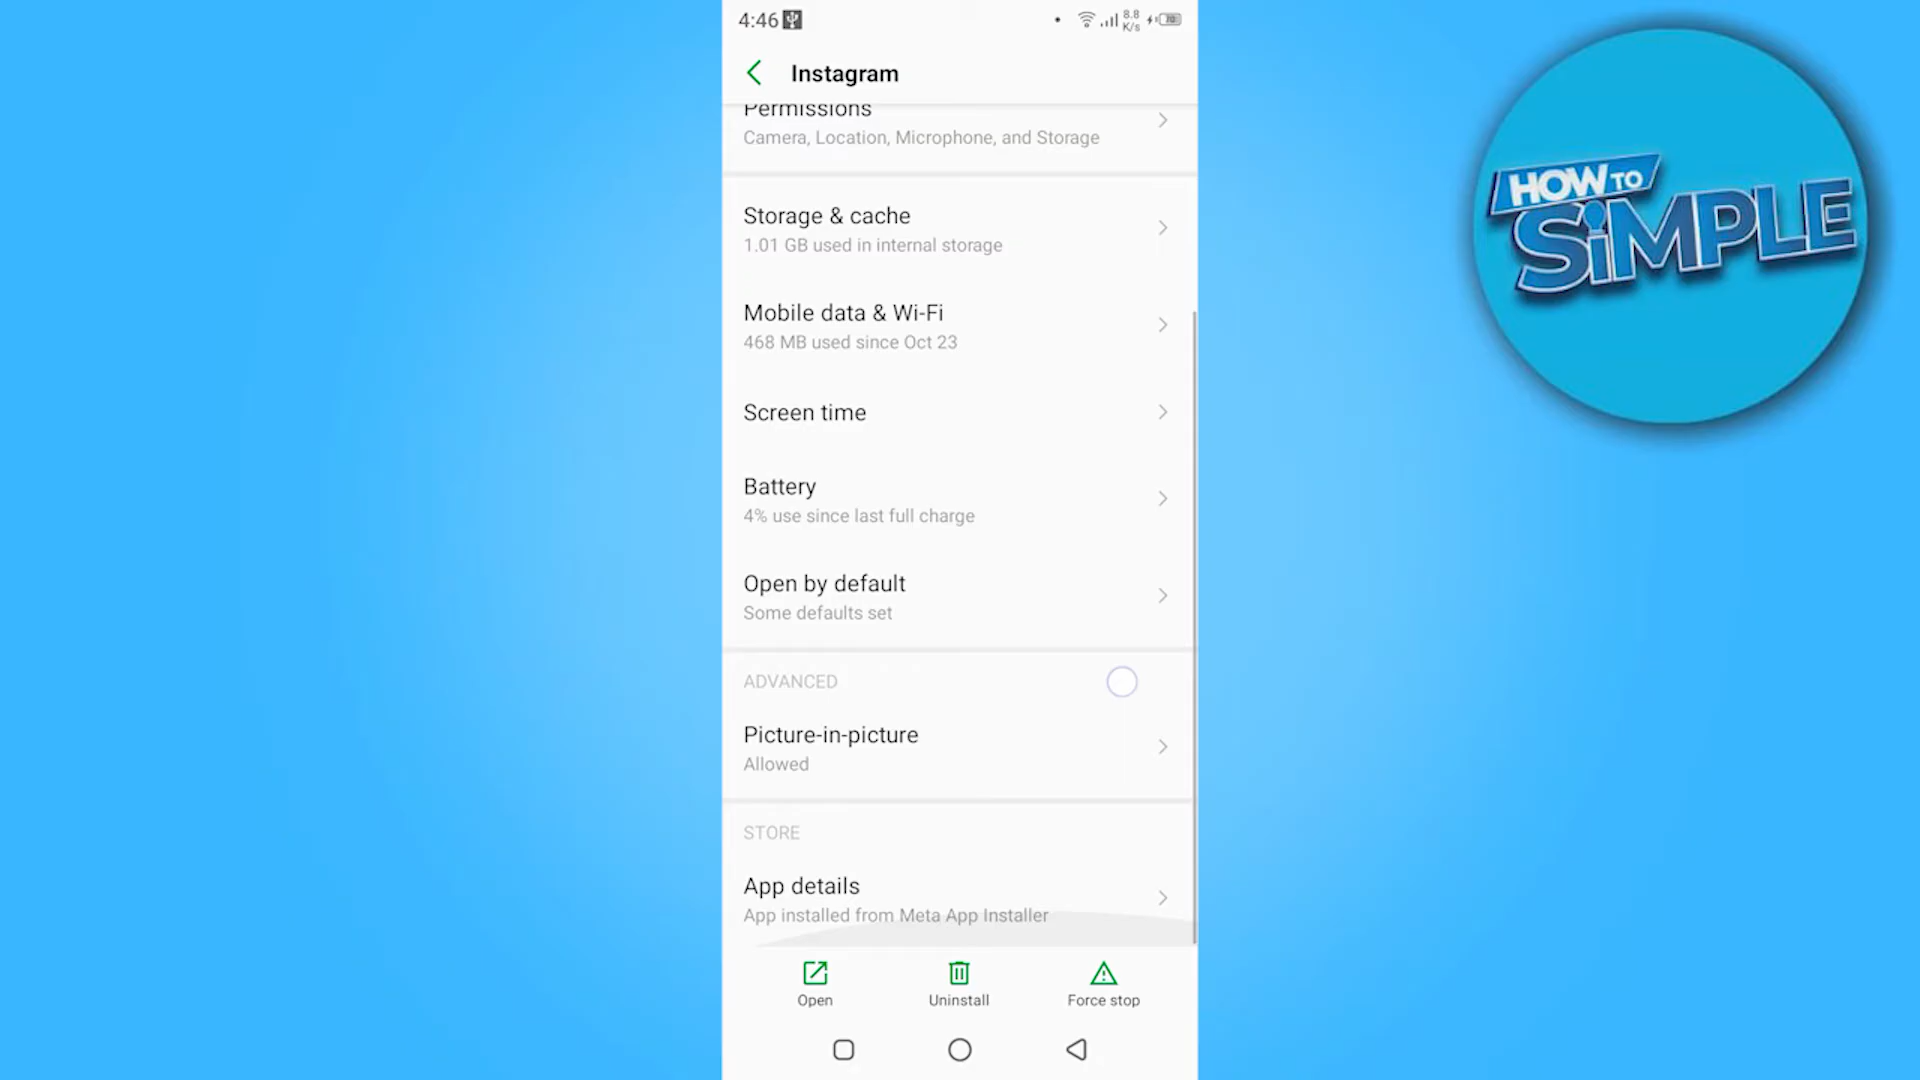 4:46
8.8
K/s
70
Instagram
Permissions
Camera, Location, Microphone, and Storage
Storage & cache
1.01 GB used in internal storage
Mobile data & Wi-Fi
468 MB used since Oct 23
Screen time
Battery
4% use since last full charge
Open by default
Some defaults set
ADVANCED
Picture-in-picture
Allowed
STORE
App details
App installed from Meta App Installer
Open
Uninstall
Force stop
HOW TO
SiMPLE